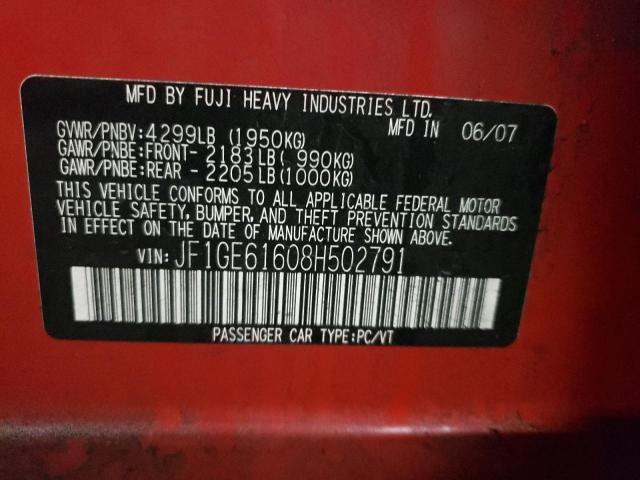 MFD BY FUJI HEAVY INDUSTRIES LTD.
GVWR/PNBV:4299LB (1950KG) MFD IN 06/07
GAWR/PNBE:FRONT- 2183LB( 990KG)
GAWR/PNBE:REAR - 2205LB(1000KG)
THIS VEHICLE CONFORMS TO ALL APPLICABLE FEDERAL MOTOR
VEHICLE SAFETY, BUMPER, AND THEFT PREVENTION STANDARDS
IN EFFECT ON THE DATE OF MANUFACTURE SHOWN ABOVE.
VIN: JF1GE61608H502791
PASSENGER CAR TYPE:PC/VT